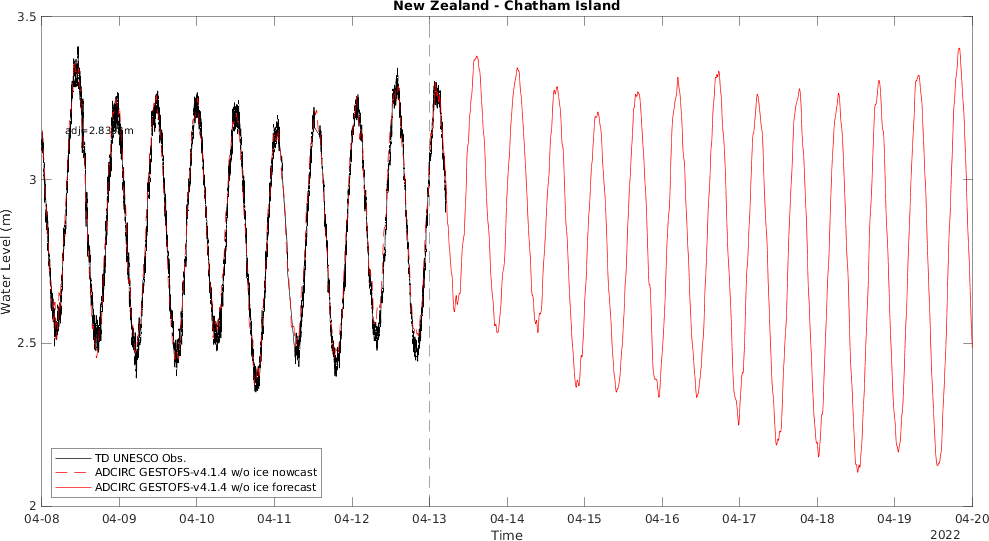 New Zealand - Chatham Island
3.5
3
2.5
2
Water Level (m)
TD UNESCO Obs.
ADCIRC GESTOFS-v4.1.4 w/o ice nowcast
ADCIRC GESTOFS-v4.1.4 w/o ice forecast
04-08 04-09 04-10 04-11 04-12 04-13 04-14 04-15 04-16 04-17 04-18 04-19 04-20
Time
2022